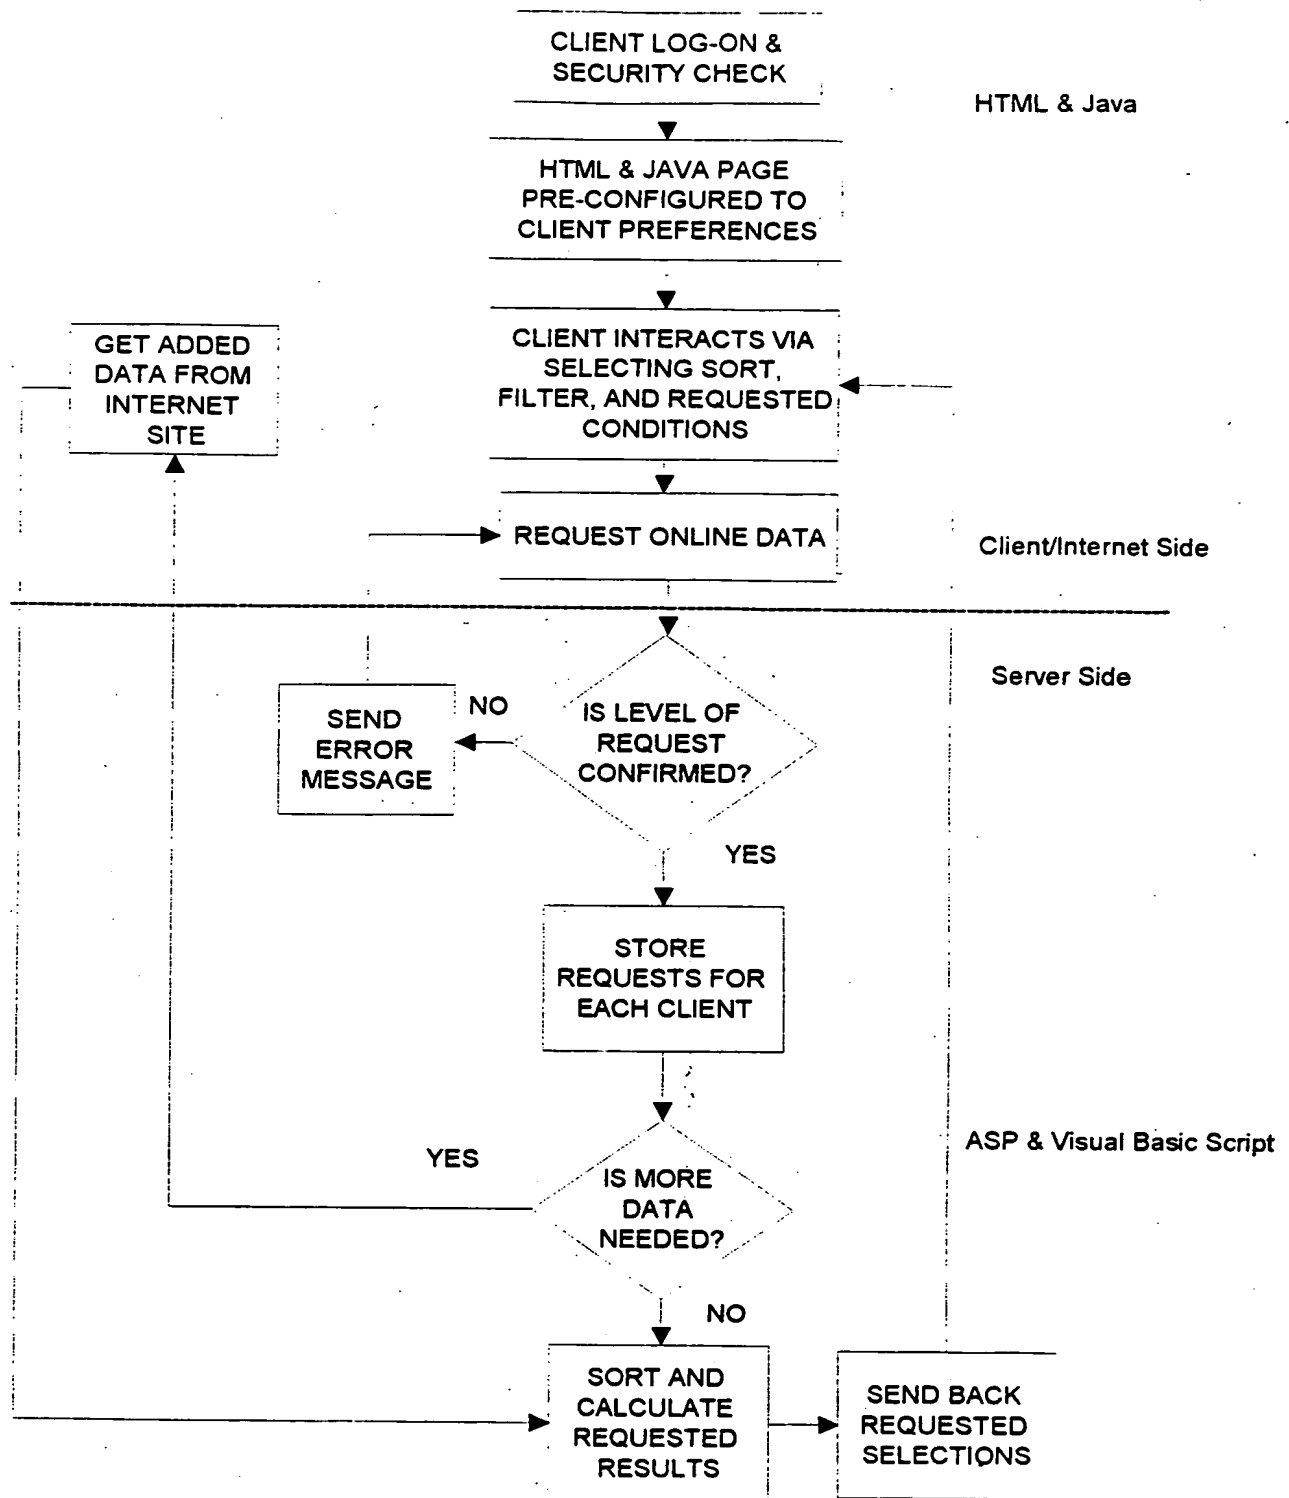 CLIENT LOG-ON &
SECURITY CHECK
HTML & Java
HTML & JAVA PAGE
PRE-CONFIGURED TO
CLIENT PREFERENCES
GET ADDED
DATA FROM
INTERNET
SITE
CLIENT INTERACTS VIA
SELECTING SORT,
FILTER, AND REQUESTED
CONDITIONS
REQUEST ONLINE DATA
Client/Internet Side
Server Side
SEND
ERROR
MESSAGE
NO
IS LEVEL OF
REQUEST
CONFIRMED?
YES
STORE
REQUESTS FOR
EACH CLIENT
ASP & Visual Basic Script
YES
IS MORE
DATA
NEEDED?
NO
SORT AND
CALCULATE
REQUESTED
RESULTS
SEND BACK
REQUESTED
SELECTIONS